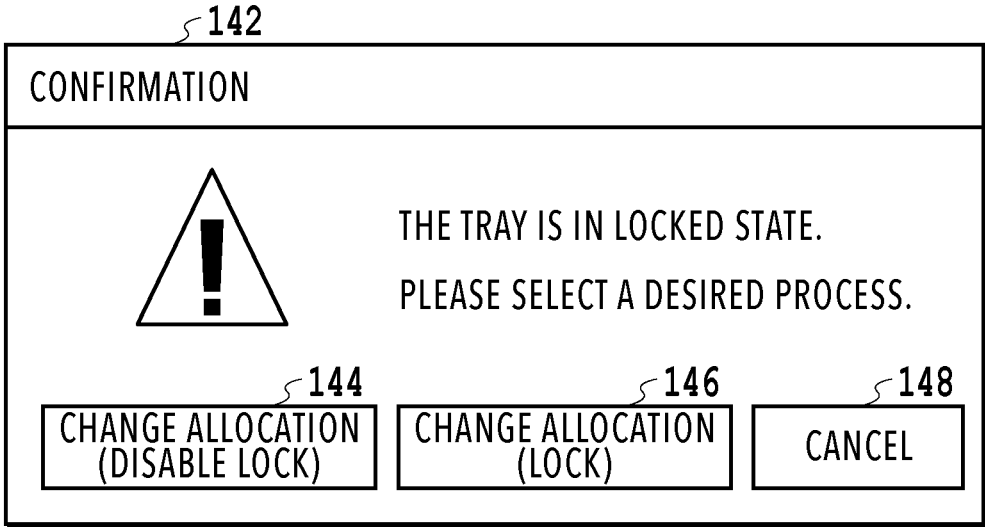 142
CONFIRMATION
!
THE TRAY IS IN LOCKED STATE.
PLEASE SELECT A DESIRED PROCESS.
144
CHANGE ALLOCATION
(DISABLE LOCK)
146
CHANGE ALLOCATION
(LOCK)
148
CANCEL